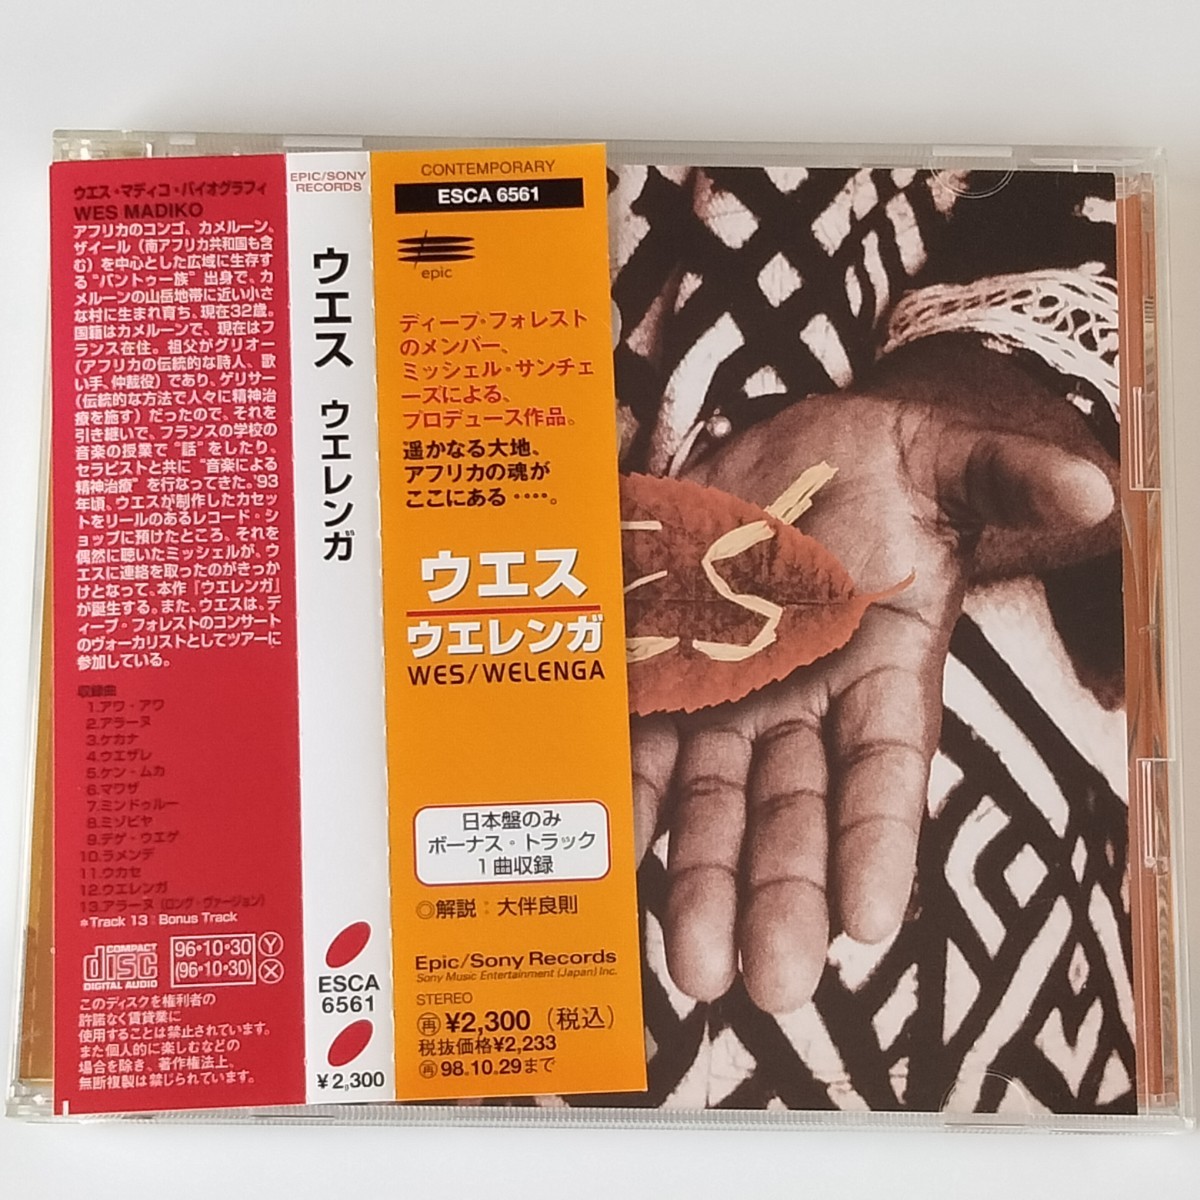 ウエス・マディコ・バイオグラフィ
WES MADIKO
アフリカのコンゴ、カメルーン、
ザイール（南アフリカ共和国も含
む）を中心とした広域に生存す
る“バントゥー族”出身で、カ
メルーンの山岳地帯に近い小さ
な村に生まれ育ち、現在32歳。
国籍はカメルーンで、現在はフ
ランス在住。祖父がグリオー
（アフリカの伝統的な詩人、歌
い手、仲裁役）であり、ゲリサー
（伝統的な方法で人々に精神治
療を施す）だったので、それを
引き継いで、フランスの学校の
音楽の授業で“話”をしたり、
セラピストと共に“音楽による
精神治療”を行なってきた。'93
年頃、ウエスが制作したカセッ
トをリールのあるレコード・シ
ョップに預けたところ、それを
偶然に聴いたミッシェルが、ウ
エスに連絡を取ったのがきっか
けとなって、本作「ウエレンガ」
が誕生する。また、ウエスは、デ
ィープ・フォレストのコンサート
のヴォーカリストとしてツアーに
参加している。
収録曲
1.アワ・アワ
2.アラーヌ
3.ケカナ
4.ウエザレ
5.ケン・ムカ
6.マワザ
7.ミンドゥルー
8.ミゾビヤ
9.デゲ・ウエゲ
10.ラメンデ
11.ウカセ
12.ウエレンガ
13.アラーヌ（ロング・ヴァージョン）
*Track 13 : Bonus Track
COMPACT
disc
DIGITAL AUDIO
96・10・30 Ⓨ
(96・10・30) Ⓧ
このディスクを権利者の
許諾なく賃貸業に
使用することは禁止されています。
また個人的に楽しむなどの
場合を除き、著作権法上、
無断複製は禁じられています。
EPIC/SONY
RECORDS
ウエス ウエレンガ
ESCA
6561
¥2,300
CONTEMPORARY
ESCA 6561
epic
ディープ・フォレスト
のメンバー、
ミッシェル・サンチェ
ーズによる、
プロデュース作品。
遥かなる大地、
アフリカの魂が
ここにある‥‥。
ウエス
ウエレンガ
WES/WELENGA
日本盤のみ
ボーナス・トラック
1曲収録
◎解説：大伴良則
Epic/Sony Records
Sony Music Entertainment (Japan) Inc.
STEREO
㊢ ¥2,300（税込）
税抜価格¥2,233
98.10.29まで
ES